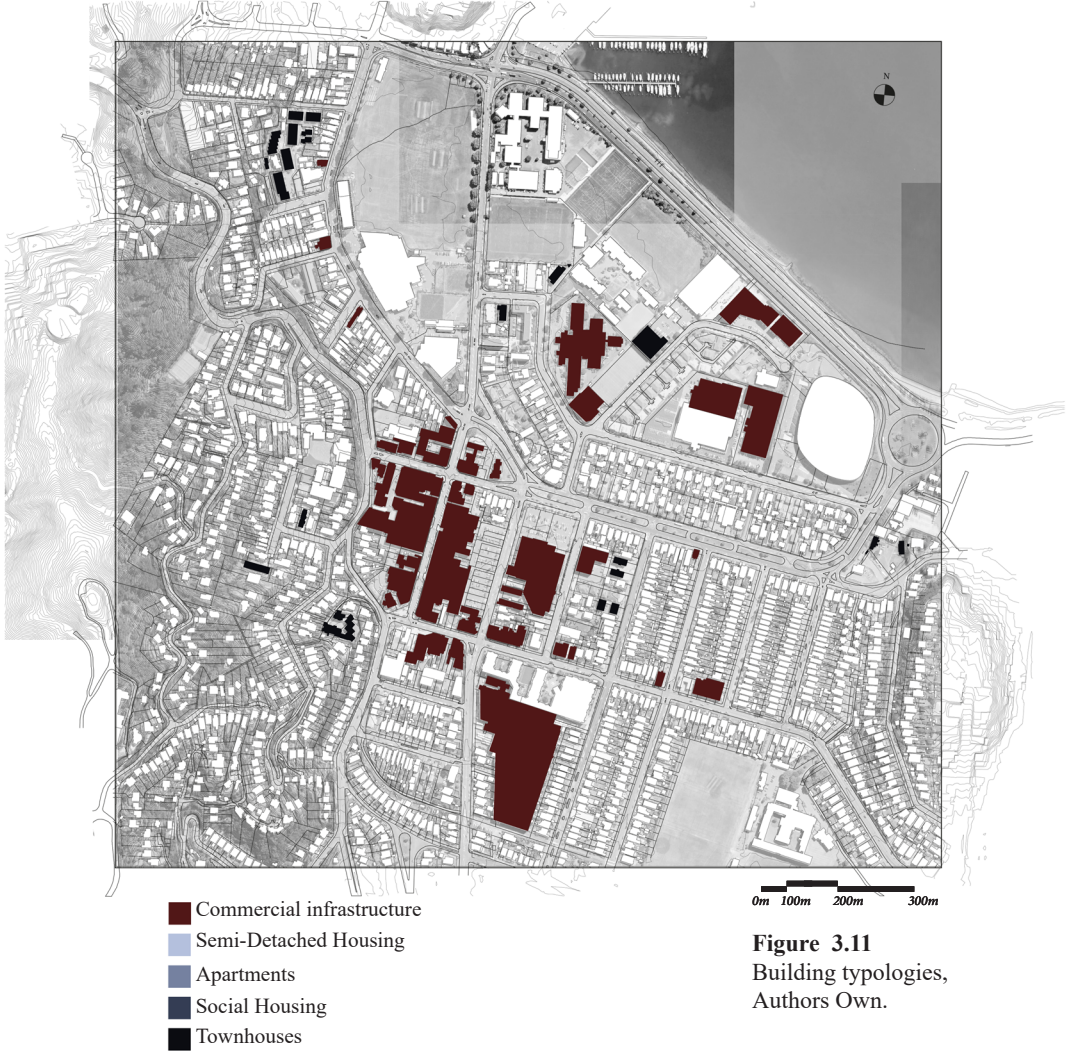 N
0m 100m 200m 300m
Commercial infrastructure
Semi-Detached Housing
Apartments
Social Housing
Townhouses
Figure 3.11
Building typologies,
Authors Own.